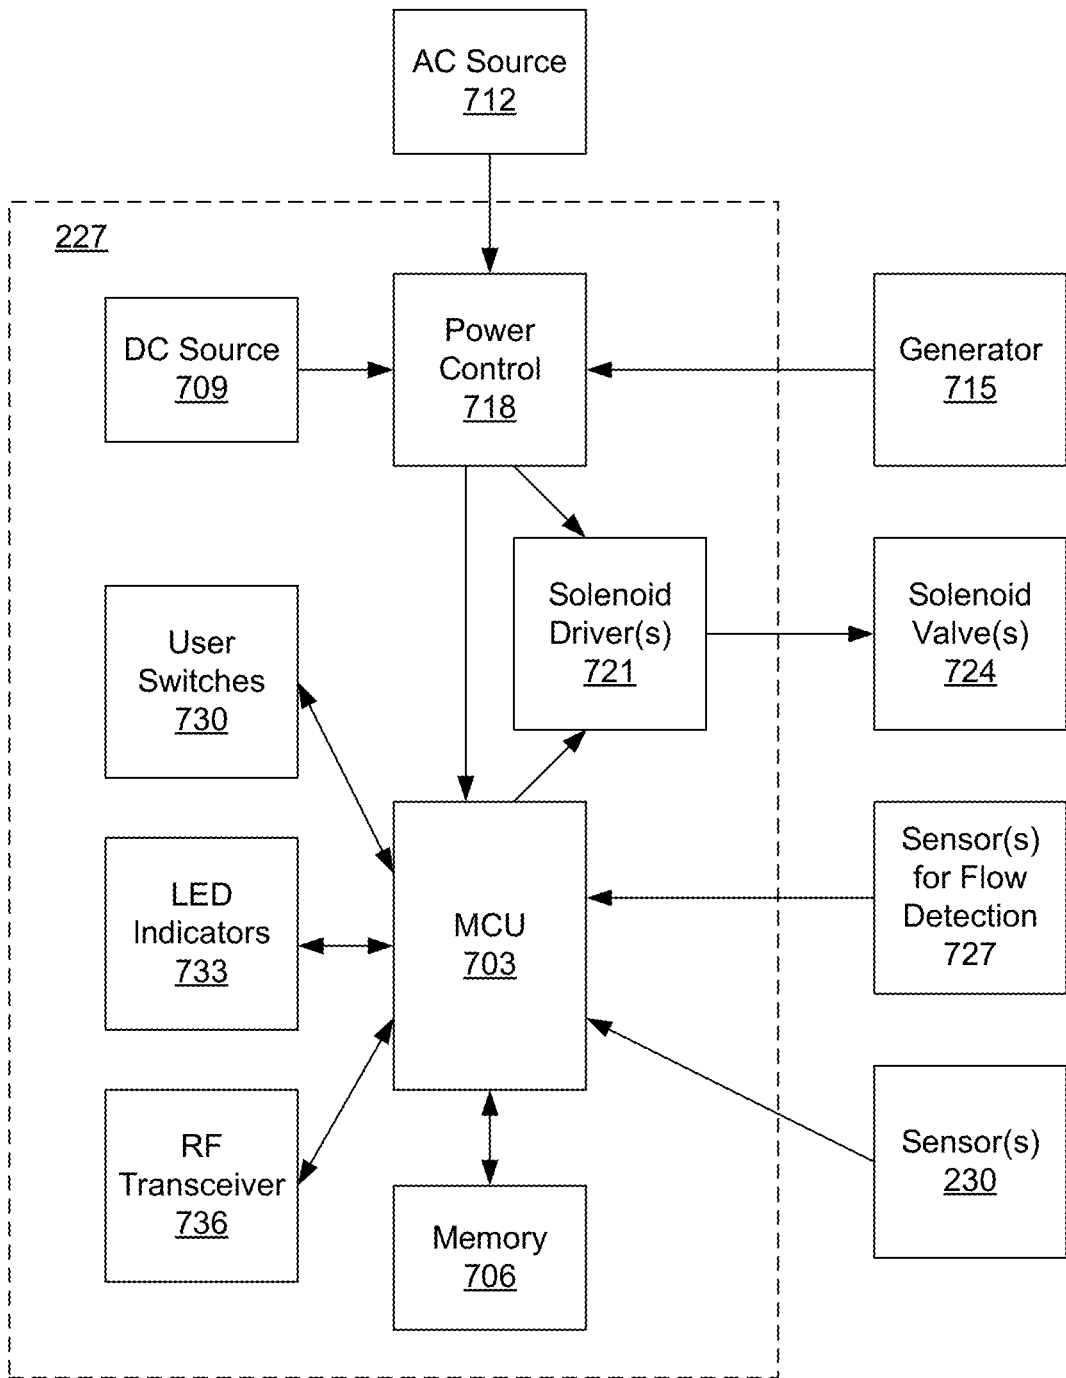 AC Source
712
227
DC Source
709
Power
Control
718
Generator
715
Solenoid
Driver(s)
721
Solenoid
Valve(s)
724
User
Switches
730
LED
Indicators
733
MCU
703
Sensor(s)
for Flow
Detection
727
RF
Transceiver
736
Memory
706
Sensor(s)
230